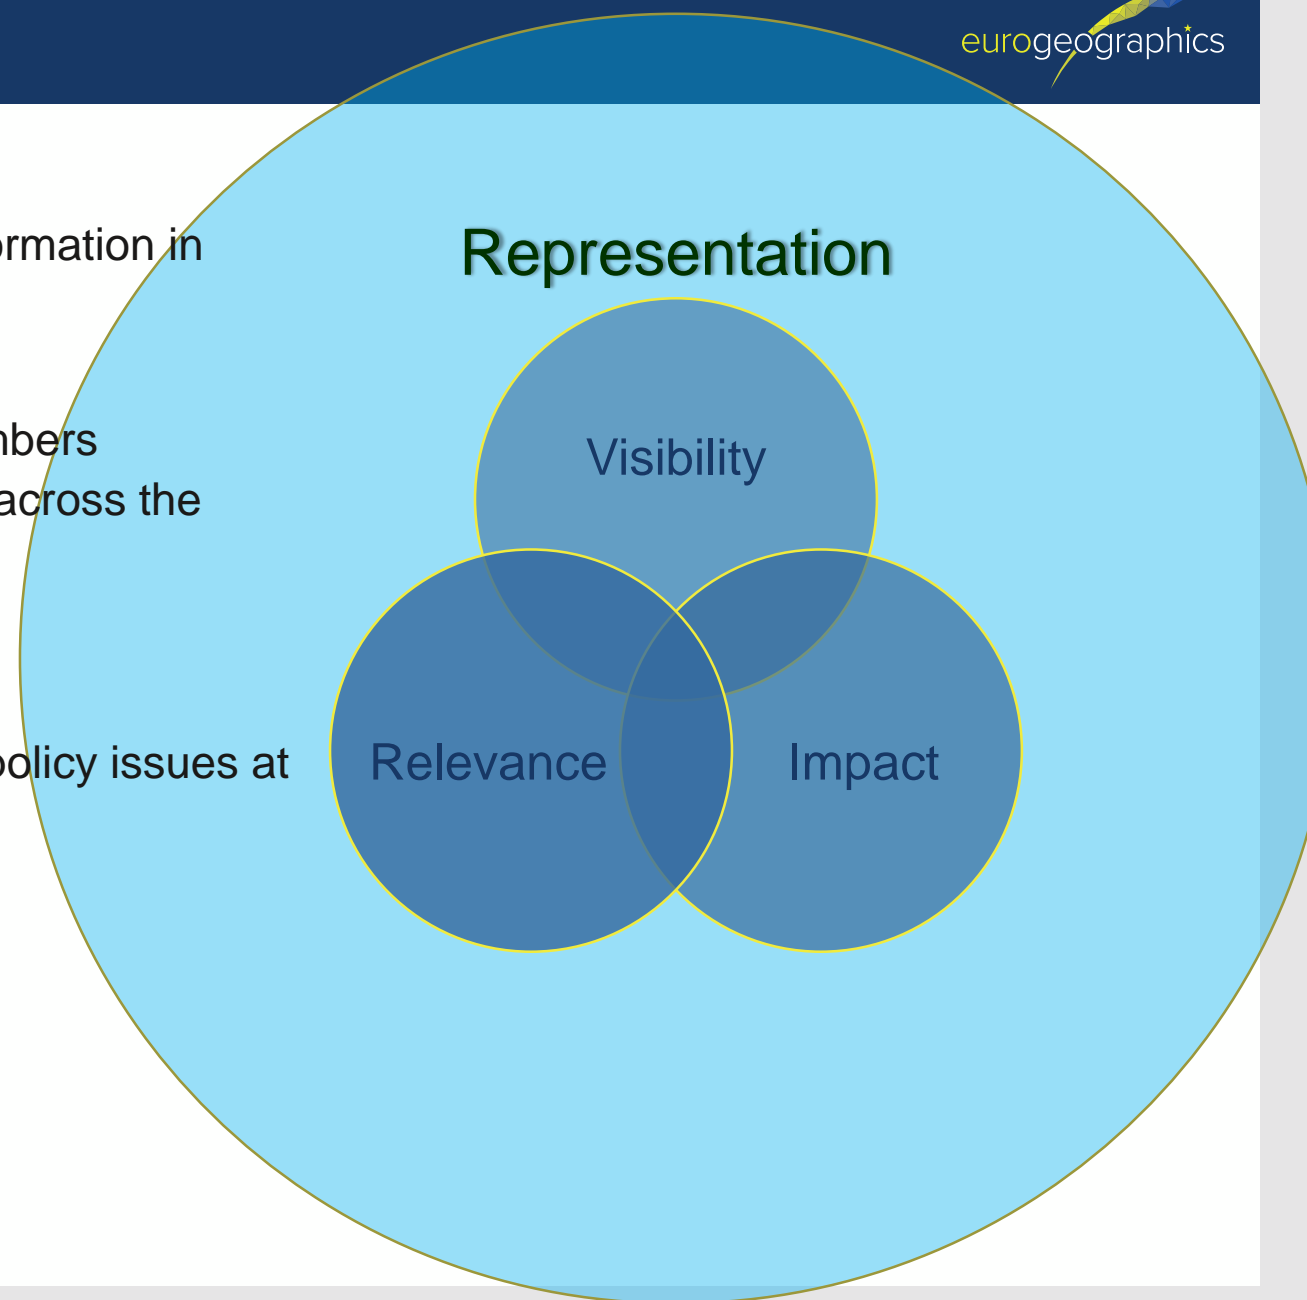 eurogeographics
ormation in
Representation
nbers
Visibility
across the
policy issues at
Relevance
Impact